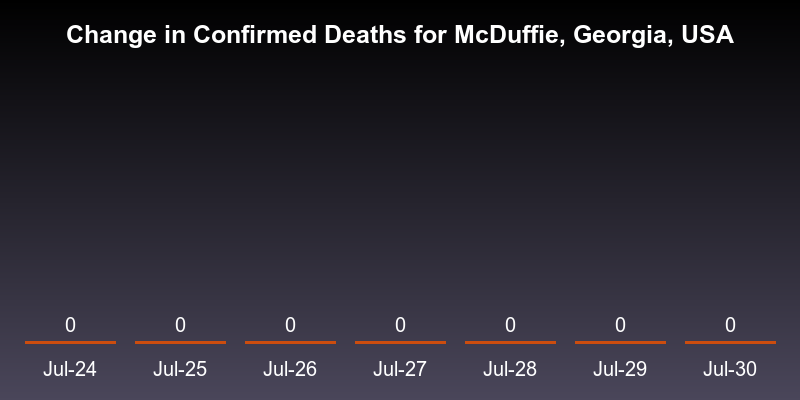 Change in Confirmed Deaths for McDuffie, Georgia, USA
0 0 0 0 0 0 0
Jul-24 Jul-25 Jul-26 Jul-27 Jul-28 Jul-29 Jul-30